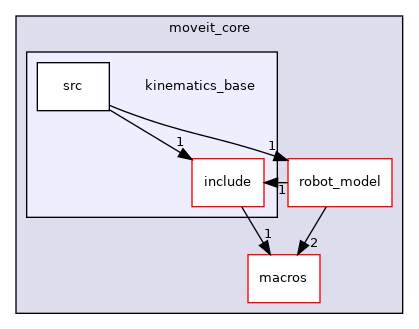 moveit_core
src
kinematics_base
1
1
include
1
robot_model
1
2
macros